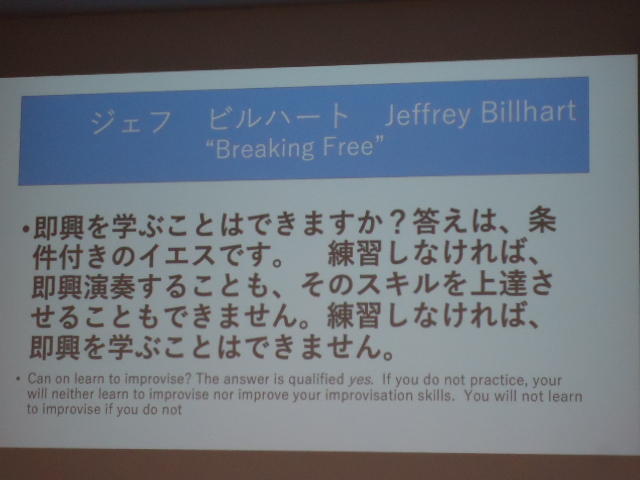 ジェフ　ビルハート　Jeffrey Billhart
“Breaking Free”
•即興を学ぶことはできますか？答えは、条
件付きのイエスです。　練習しなければ、
即興演奏することも、そのスキルを上達さ
せることもできません。練習しなければ、
即興を学ぶことはできません。
• Can on learn to improvise? The answer is qualified yes.  If you do not practice, your
will neither learn to improvise nor improve your improvisation skills.  You will not learn
to improvise if you do not